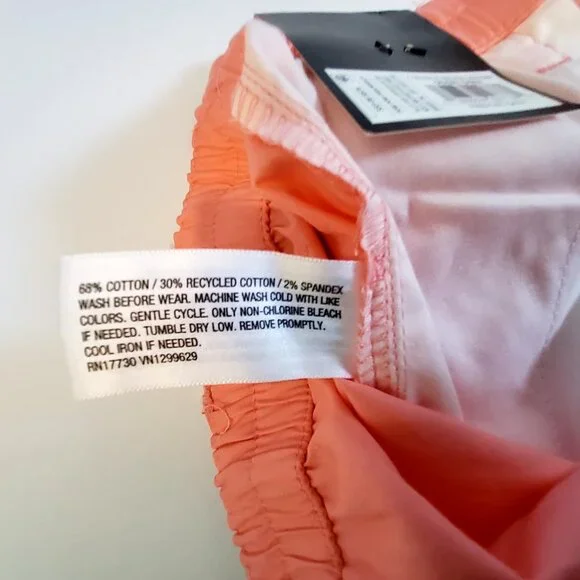 68% COTTON / 30% RECYCLED COTTON / 2% SPANDEX
WASH BEFORE WEAR. MACHINE WASH COLD WITH LIKE
COLORS. GENTLE CYCLE. ONLY NON-CHLORINE BLEACH
IF NEEDED. TUMBLE DRY LOW. REMOVE PROMPTLY.
COOL IRON IF NEEDED.
RN17730 VN1299629